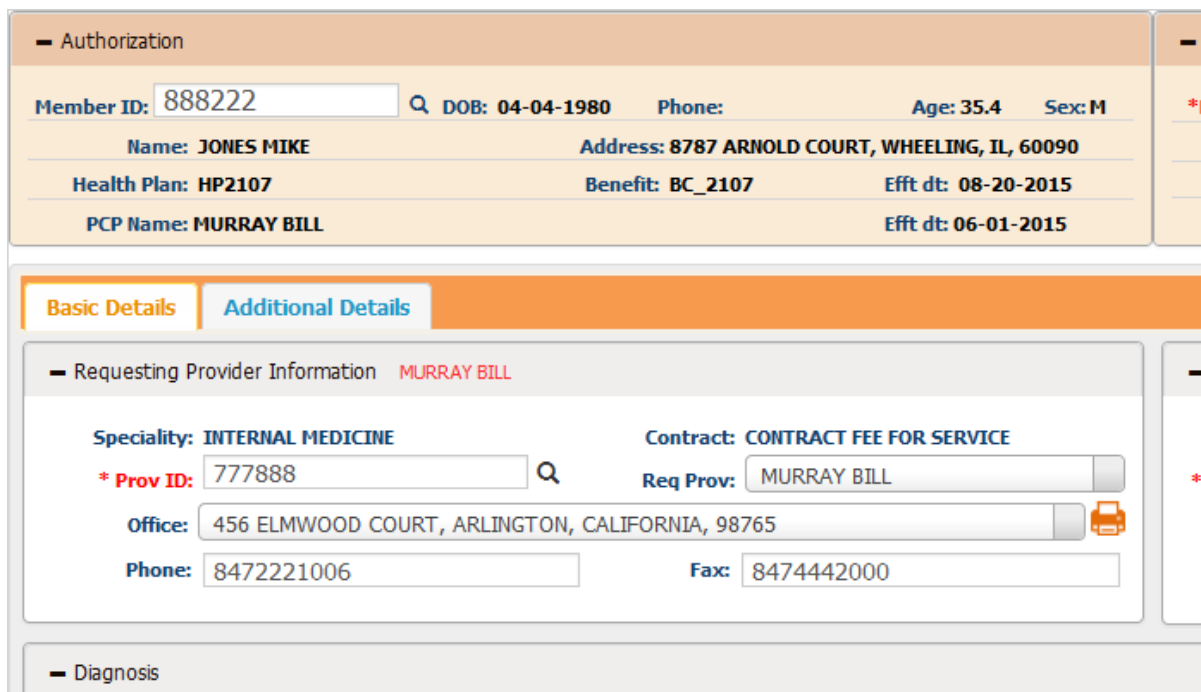 Authorization
Member ID: 888222 DOB: 04-04-1980 Phone: Age: 35.4 Sex: M
Name: JONES MIKE Address: 8787 ARNOLD COURT, WHEELING, IL, 60090
Health Plan: HP2107 Benefit: BC_2107 Efft dt: 08-20-2015
PCP Name: MURRAY BILL Efft dt: 06-01-2015
Basic Details Additional Details
Requesting Provider Information MURRAY BILL
Speciality: INTERNAL MEDICINE Contract: CONTRACT FEE FOR SERVICE
* Prov ID: 777888 Req Prov: MURRAY BILL
Office: 456 ELMWOOD COURT, ARLINGTON, CALIFORNIA, 98765
Phone: 8472221006 Fax: 8474442000
Diagnosis